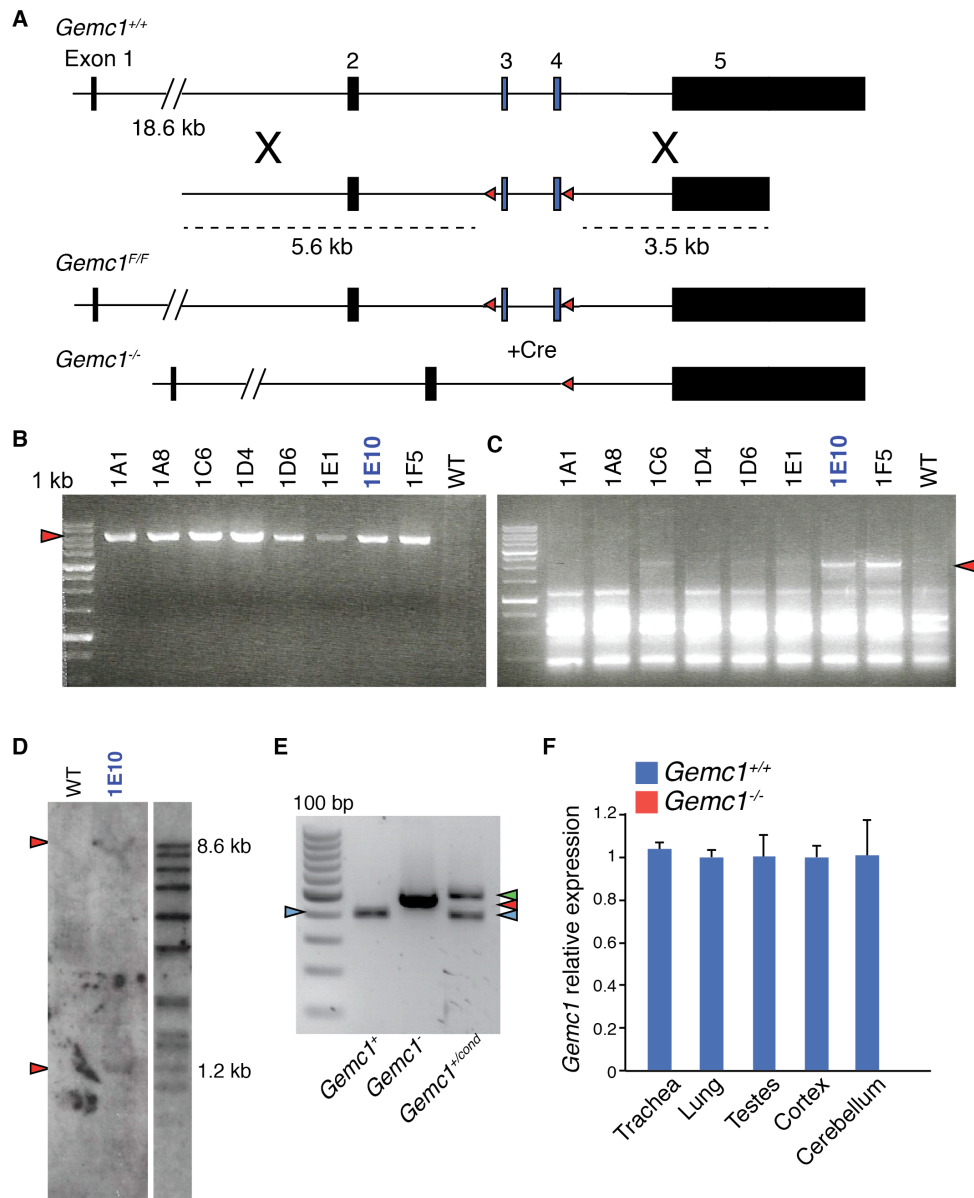 A
Gemc1+/+
Exon 1 2 3 4 5
18.6 kb
X X
5.6 kb 3.5 kb
Gemc1F/F
+Cre
Gemc1-/-
B
1 kb 1A1 1A8 1C6 1D4 1D6 1E1 1E10 1F5 WT
C
1A1 1A8 1C6 1D4 1D6 1E1 1E10 1F5 WT
D
WT 1E10
8.6 kb
1.2 kb
E
100 bp
Gemc1+ Gemc1- Gemc1+/cond
F
Gemc1+/+
Gemc1-/-
Gemc1 relative expression
1.2
1
0.8
0.6
0.4
0.2
0
Trachea Lung Testes Cortex Cerebellum